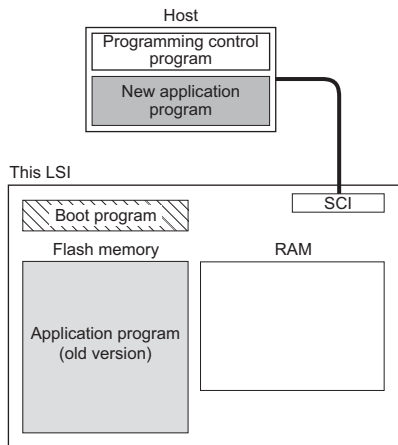 Host
Programming control
program
New application
program
This LSI
SCI
Boot program
Flash memory
RAM
Application program
(old version)